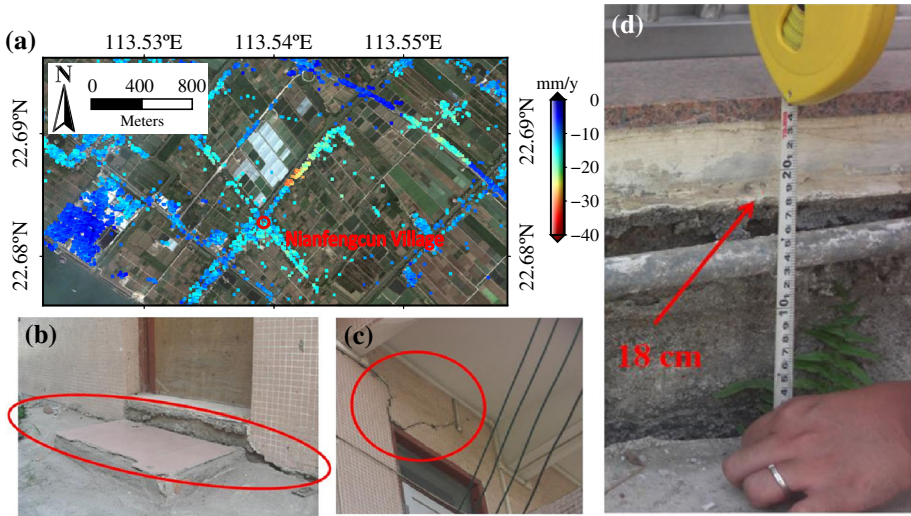 (a)
113.53ºE 113.54ºE 113.55ºE
N
0 400 800
Meters
22.69ºN 22.69ºN
22.68ºN 22.68ºN
Nianfengcun Village
mm/y
0
−10
−20
−30
−40
(b)
(c)
(d)
18 cm